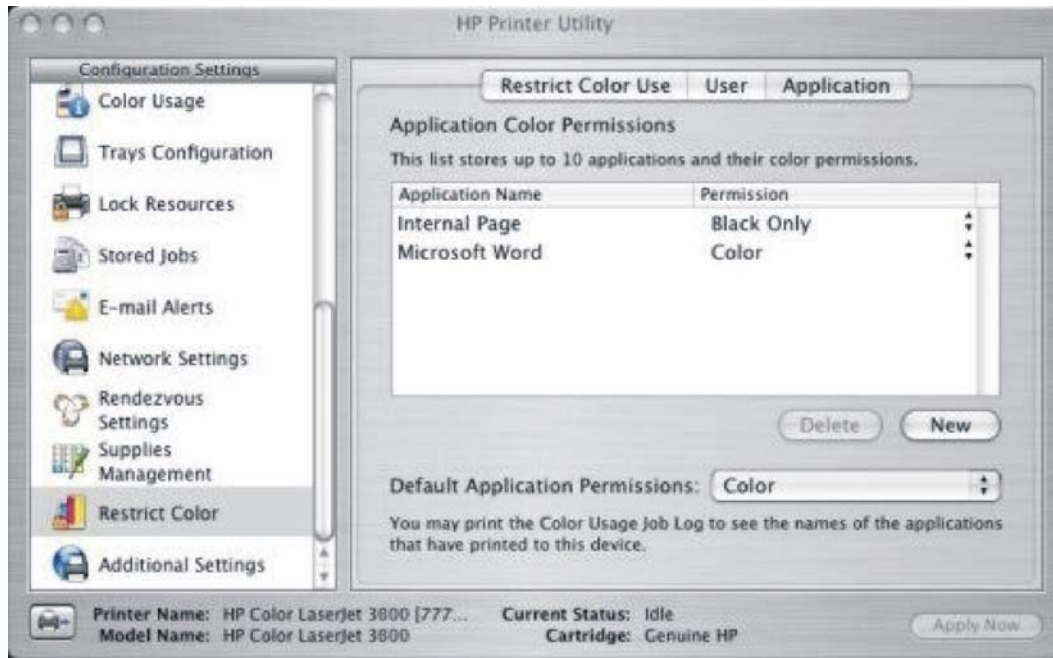 HP Printer Utility
Configuration Settings
Color Usage
Trays Configuration
Lock Resources
Stored Jobs
E-mail Alerts
Network Settings
Rendezvous
Settings
Supplies
Management
Restrict Color
Additional Settings
Restrict Color Use User Application
Application Color Permissions
This list stores up to 10 applications and their color permissions.
Application Name Permission
Internal Page Black Only
Microsoft Word Color
Delete New
Default Application Permissions: Color
You may print the Color Usage Job Log to see the names of the applications
that have printed to this device.
Printer Name: HP Color LaserJet 3800 [777... Current Status: Idle
Model Name: HP Color LaserJet 3800 Cartridge: Genuine HP
Apply Now